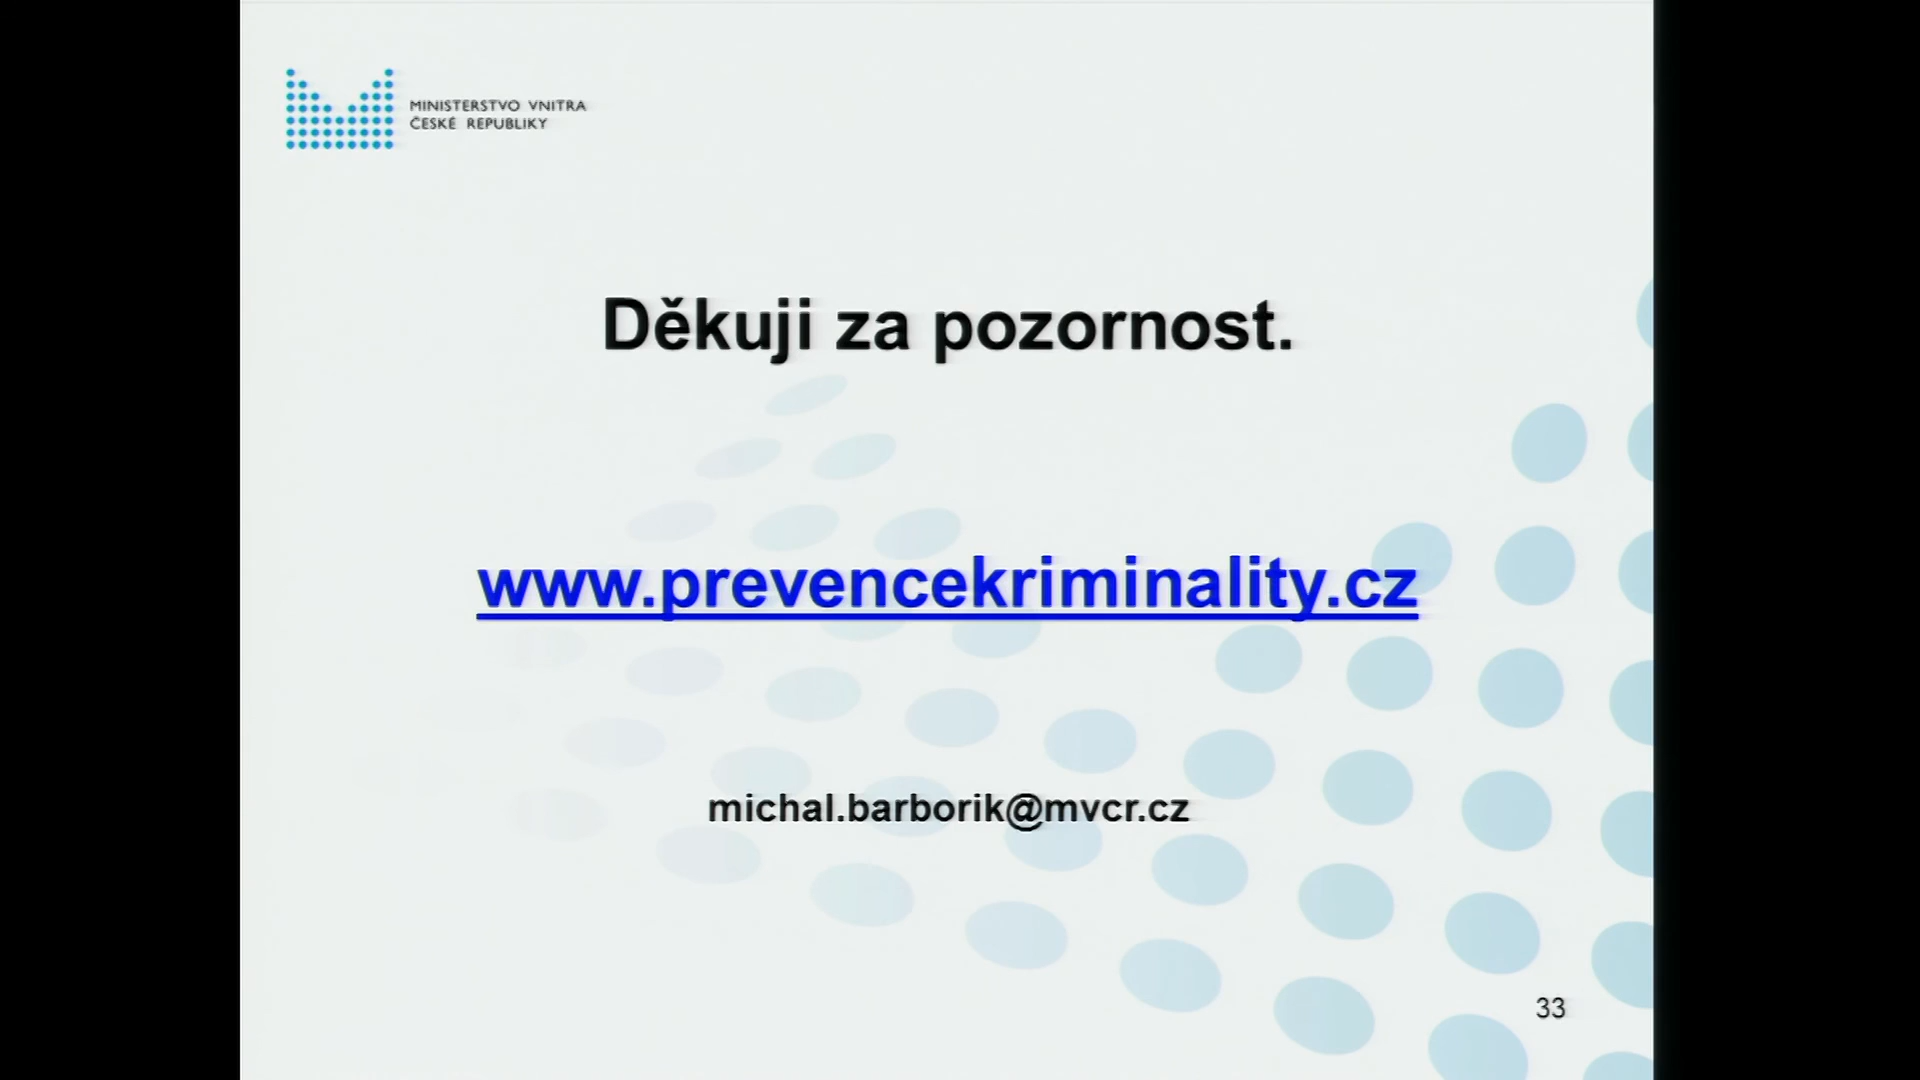 MINISTERSTVO VNITRA
ČESKÉ REPUBLIKY
Děkuji za pozornost.
www.prevencekriminality.cz
michal.barborik@mvcr.cz
33